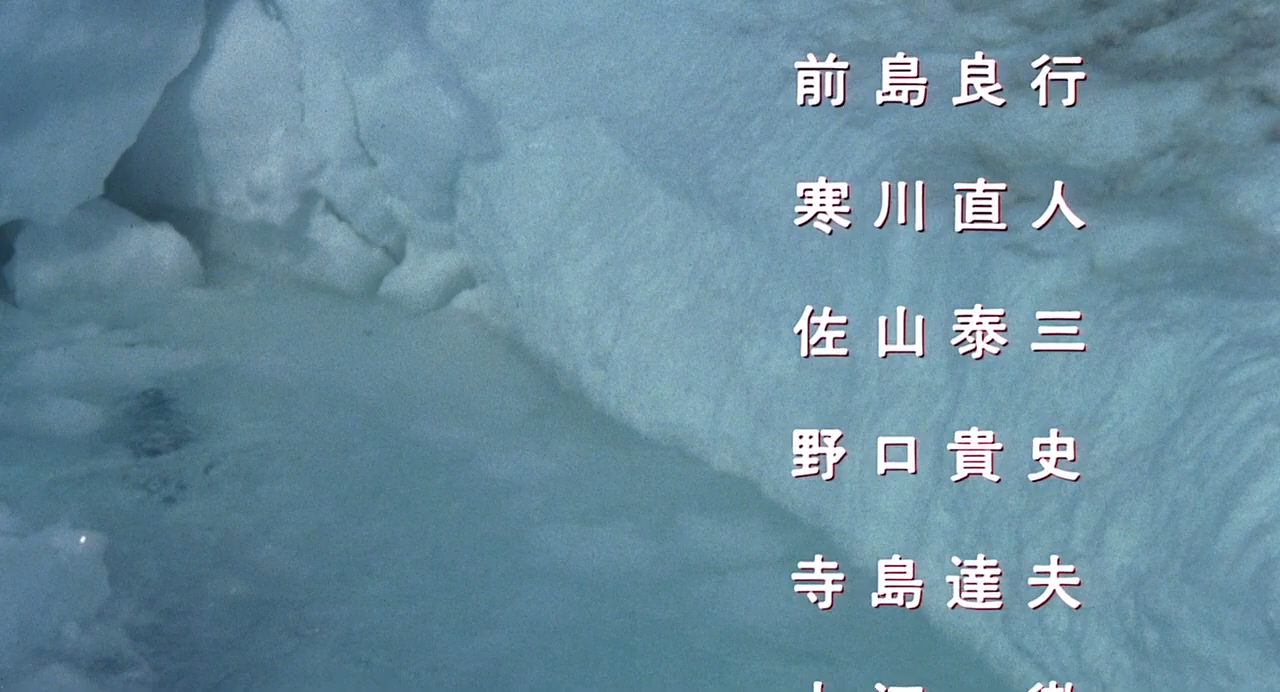 前島良行
寒川直人
佐山泰三
野口貴史
寺島達夫